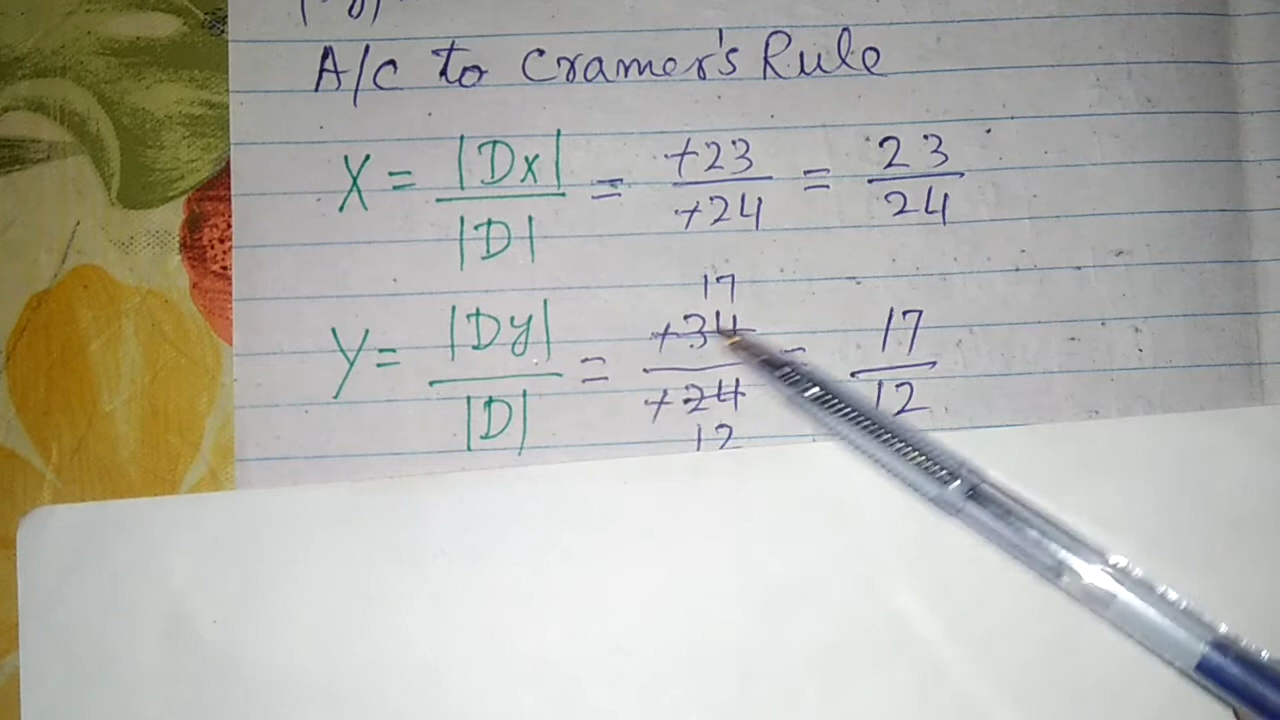 A/C to Cramer's Rule
X = |Dx| / |D| = +23 / +24 = 23 / 24
17
Y = |Dy| / |D| = +34 / +24 = 17 / 12
12